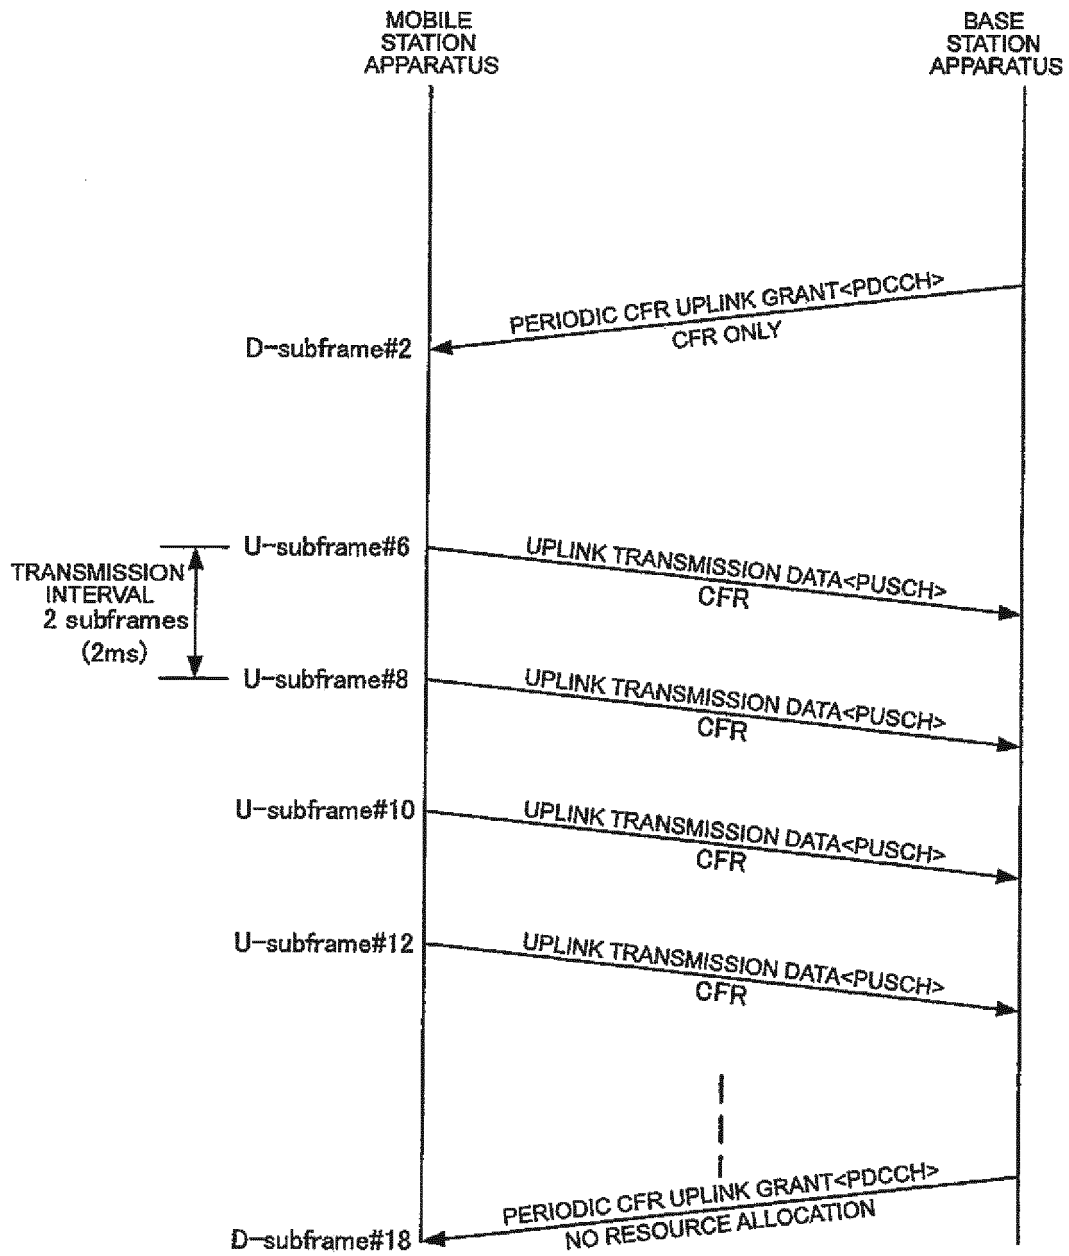 MOBILE
STATION
APPARATUS
BASE
STATION
APPARATUS
PERIODIC CFR UPLINK GRANT<PDCCH>
CFR ONLY
D-subframe#2
U-subframe#6
UPLINK TRANSMISSION DATA<PUSCH>
CFR
TRANSMISSION
INTERVAL
2 subframes
(2ms)
U-subframe#8
UPLINK TRANSMISSION DATA<PUSCH>
CFR
U-subframe#10
UPLINK TRANSMISSION DATA<PUSCH>
CFR
U-subframe#12
UPLINK TRANSMISSION DATA<PUSCH>
CFR
PERIODIC CFR UPLINK GRANT<PDCCH>
NO RESOURCE ALLOCATION
D-subframe#18